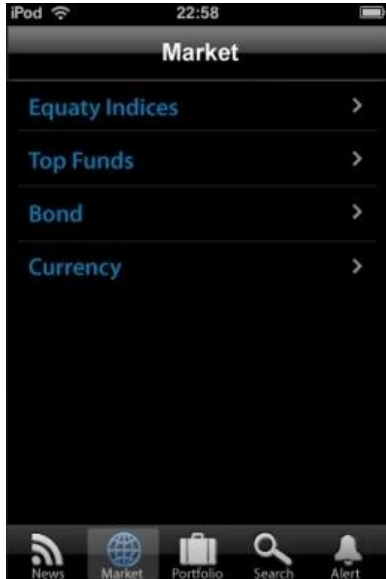 iPod 22:58
Market
Equaty Indices
Top Funds
Bond
Currency
News Market Portfolio Search Alert